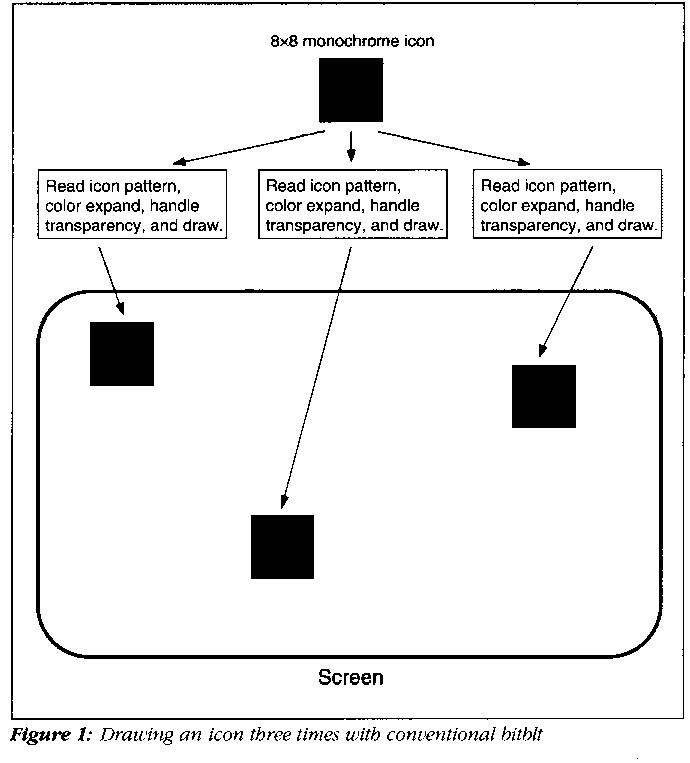 8×8 monochrome icon
Read icon pattern,
color expand, handle
transparency, and draw.
Read icon pattern,
color expand, handle
transparency, and draw.
Read icon pattern,
color expand, handle
transparency, and draw.
Screen
Figure 1: Drawing an icon three times with conventional bitblt